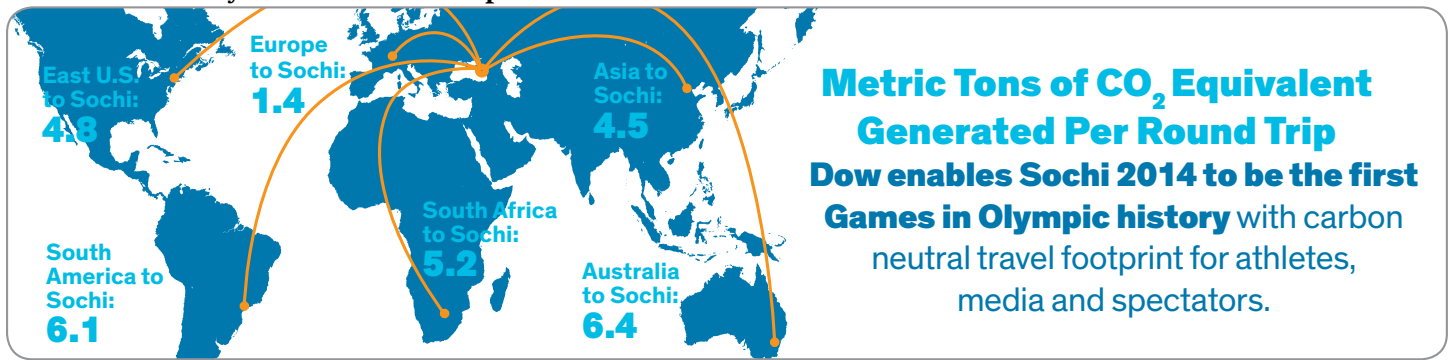 East U.S.
to Sochi:
4.8
Europe
to Sochi:
1.4
Asia to
Sochi:
4.5
South
America to
Sochi:
6.1
South Africa
to Sochi:
5.2
Australia
to Sochi:
6.4
Metric Tons of CO2 Equivalent
Generated Per Round Trip
Dow enables Sochi 2014 to be the first
Games in Olympic history with carbon
neutral travel footprint for athletes,
media and spectators.